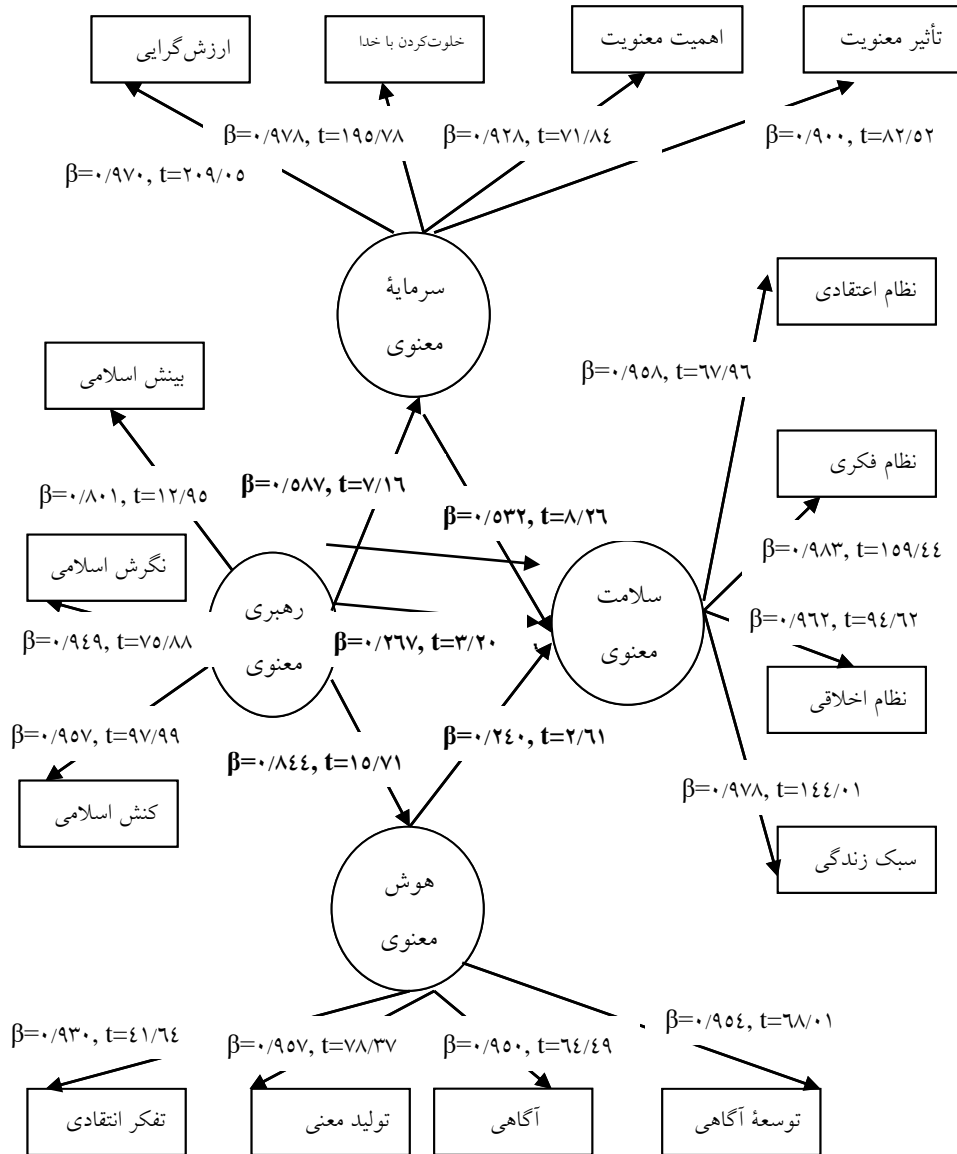 تأثیر معنویت
اهمیت معنویت
خلوت‌کردن با خدا
ارزش‌گرایی
β=۰/۹۰۰, t=۸۲/۵۲
β=۰/۹۲۸, t=۷۱/۸٤
β=۰/۹۷۸, t=۱۹۵/۷۸
β=۰/۹۷۰, t=۲۰۹/۰۵
سرمایۀ
معنوی
نظام اعتقادی
β=۰/۹۵۸, t=٦۷/۹٦
بینش اسلامی
نظام فکری
β=۰/۵۸۷, t=۷/۱٦
β=۰/۸۰۱, t=۱۲/۹۵
β=۰/۵۳۲, t=۸/۲٦
β=۰/۹۸۳, t=۱۵۹/٤٤
نگرش اسلامی
رهبری
معنوی
سلامت
معنوی
β=۰/۹٦۲, t=۹٤/٦۲
β=۰/۹٤۹, t=۷۵/۸۸
β=۰/۲٦۷, t=۳/۲۰
نظام اخلاقی
β=۰/۹۵۷, t=۹۷/۹۹
β=۰/۲٤۰, t=۲/٦۱
β=۰/۸٤٤, t=۱۵/۷۱
β=۰/۹۷۸, t=۱٤٤/۰۱
کنش اسلامی
سبک زندگی
هوش
معنوی
β=۰/۹۵٤, t=٦۸/۰۱
β=۰/۹۳۰, t=٤۱/٦٤
β=۰/۹۵۷, t=۷۸/۳۷
β=۰/۹۵۰, t=٦٤/٤۹
توسعۀ آگاهی
آگاهی
تولید معنی
تفکر انتقادی